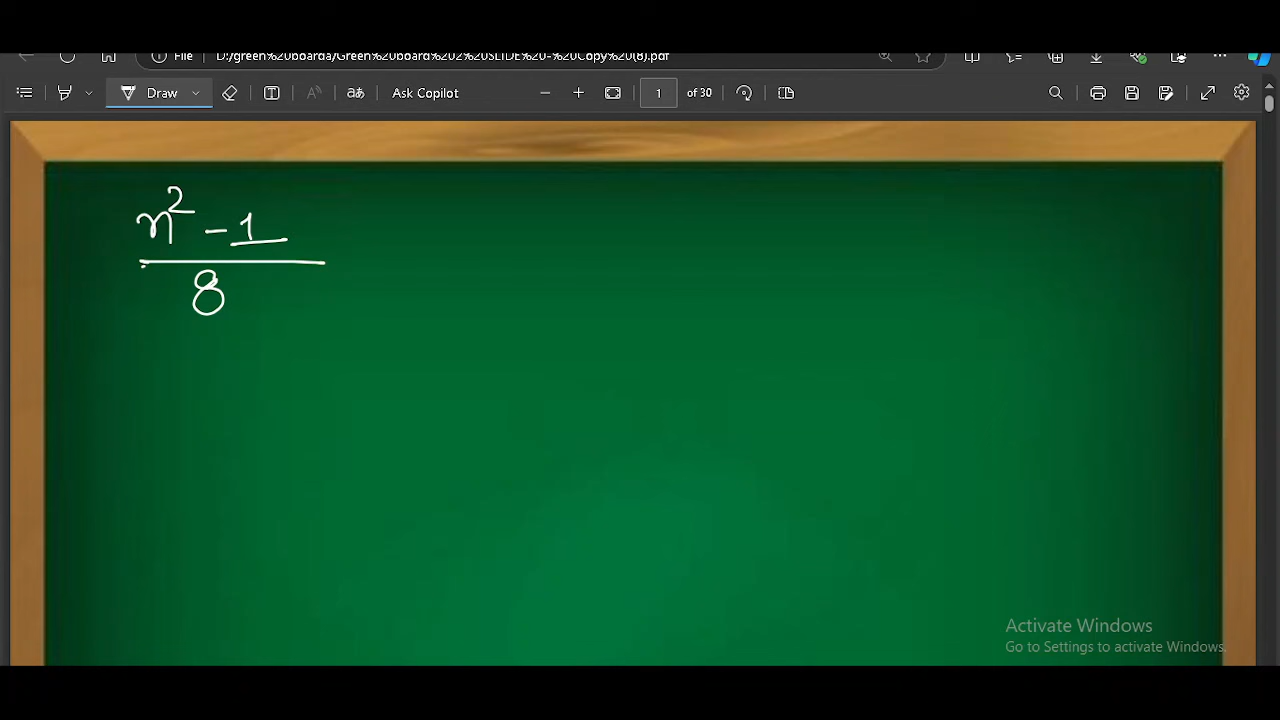 File D:/green%20boarda/Green%20board%202%20SLIDE%20-%20Copy%20(8).pdf
Draw Ask Copilot 1 of 30
n² - 1
8
Activate Windows
Go to Settings to activate Windows.